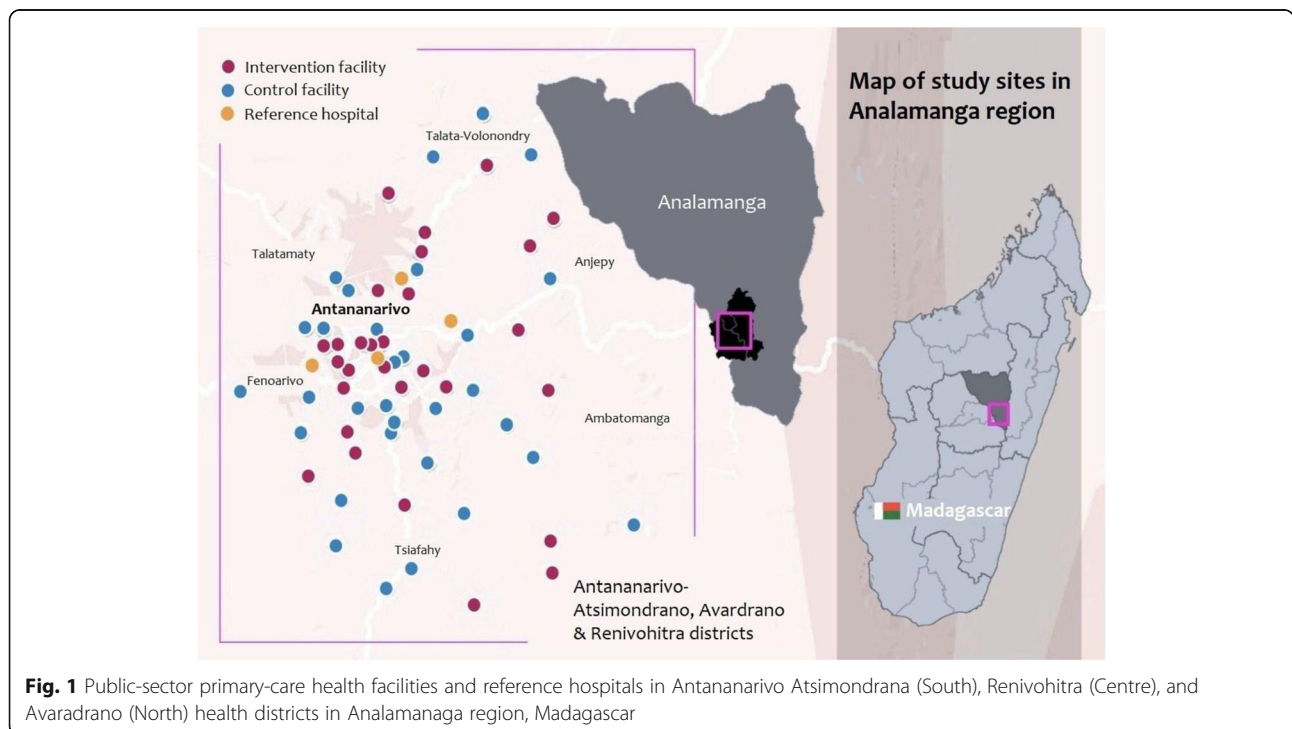 Intervention facility
Control facility
Reference hospital
Talata-Volonondry
Talatamaty
Anjepy
Antananarivo
Fenoarivo
Ambatomanga
Tsiafahy
Antananarivo-
Atsimondrano, Avardrano
& Renivohitra districts
Analamanga
Map of study sites in
Analamanga region
Madagascar
Fig. 1 Public-sector primary-care health facilities and reference hospitals in Antananarivo Atsimondrana (South), Renivohitra (Centre), and
Avaradrano (North) health districts in Analamanaga region, Madagascar